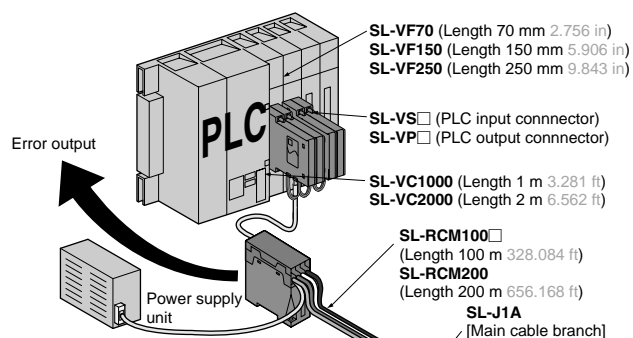 SL-VF70 (Length 70 mm 2.756 in)
SL-VF150 (Length 150 mm 5.906 in)
SL-VF250 (Length 250 mm 9.843 in)
SL-VS□ (PLC input connnector)
SL-VP□ (PLC output connnector)
PLC
Error output
SL-VC1000 (Length 1 m 3.281 ft)
SL-VC2000 (Length 2 m 6.562 ft)
SL-RCM100□
(Length 100 m 328.084 ft)
SL-RCM200
(Length 200 m 656.168 ft)
Power supply
unit
SL-J1A
[Main cable branch]